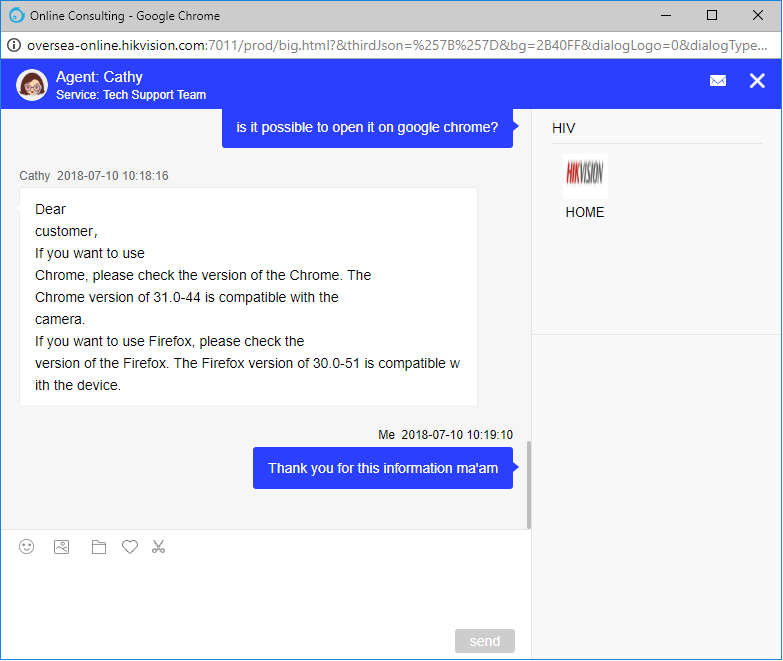 Online Consulting - Google Chrome
oversea-online.hikvision.com:7011/prod/big.html?&thirdJson=%257B%257D&bg=2B40FF&dialogLogo=0&dialogType...
Agent: Cathy
Service: Tech Support Team
is it possible to open it on google chrome?
Cathy 2018-07-10 10:18:16
Dear
customer，
If you want to use
Chrome, please check the version of the Chrome. The
Chrome version of 31.0-44 is compatible with the
camera.
If you want to use Firefox, please check the
version of the Firefox. The Firefox version of 30.0-51 is compatible w
ith the device.
Me 2018-07-10 10:19:10
Thank you for this information ma'am
send
HIV
HIKVISION
HOME